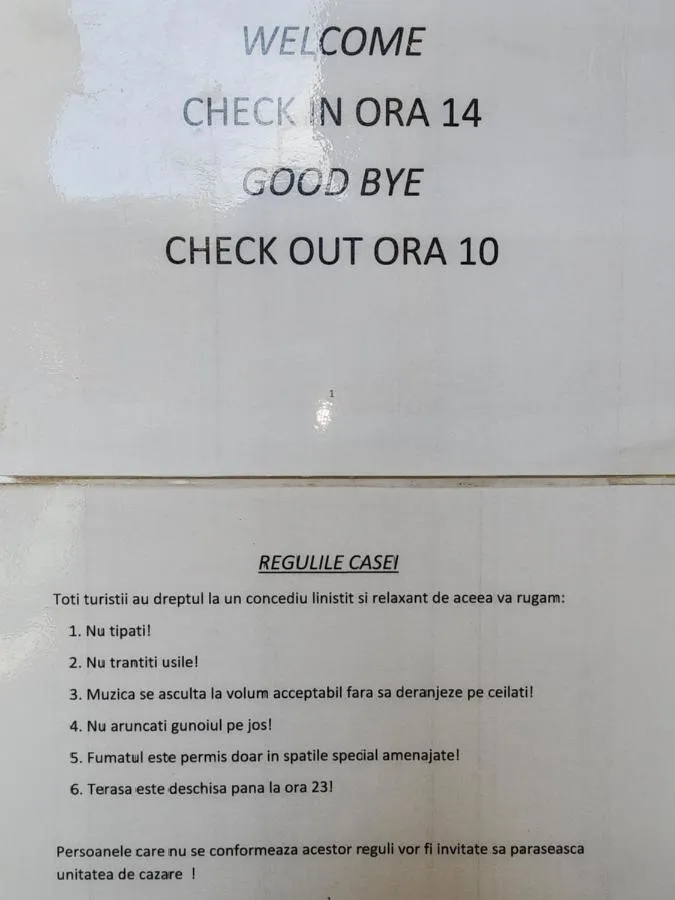 WELCOME
CHECK IN ORA 14
GOOD BYE
CHECK OUT ORA 10
1
REGULILE CASEI
Toti turistii au dreptul la un concediu linistit si relaxant de aceea va rugam:
1. Nu tipati!
2. Nu trantiti usile!
3. Muzica se asculta la volum acceptabil fara sa deranjeze pe ceilati!
4. Nu aruncati gunoiul pe jos!
5. Fumatul este permis doar in spatile special amenajate!
6. Terasa este deschisa pana la ora 23!
Persoanele care nu se conformeaza acestor reguli vor fi invitate sa paraseasca
unitatea de cazare !